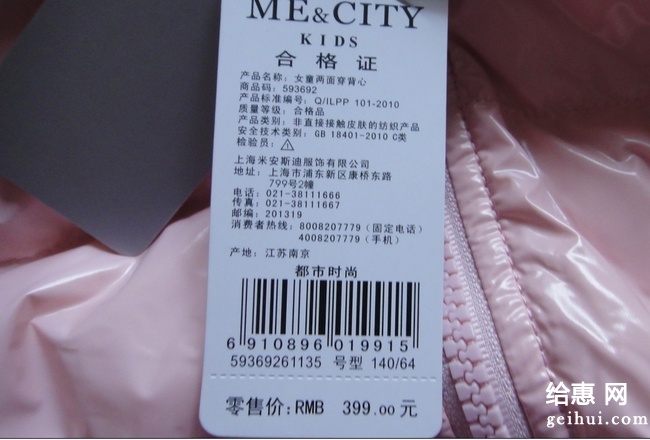 ME&CITY
KIDS
合格证
产品名称: 女童两面穿背心
商品码: 593692
产品标准编号: Q/ILPP 101-2010
质量等级: 合格品
产品类别: 非直接接触皮肤的纺织产品
安全技术类别: GB 18401-2010 C类
检验员: 1
上海米安斯迪服饰有限公司
地址: 上海市浦东新区康桥东路
799号2幢
电话: 021-38111666
传真: 021-38111667
邮编: 201319
消费者热线: 8008207779 (固定电话)
4008207779 (手机)
产地: 江苏南京
都市时尚
6 910896 019915
59369261135 号型 140/64
零售价: RMB 399.00 元
给惠 网
geihui.com